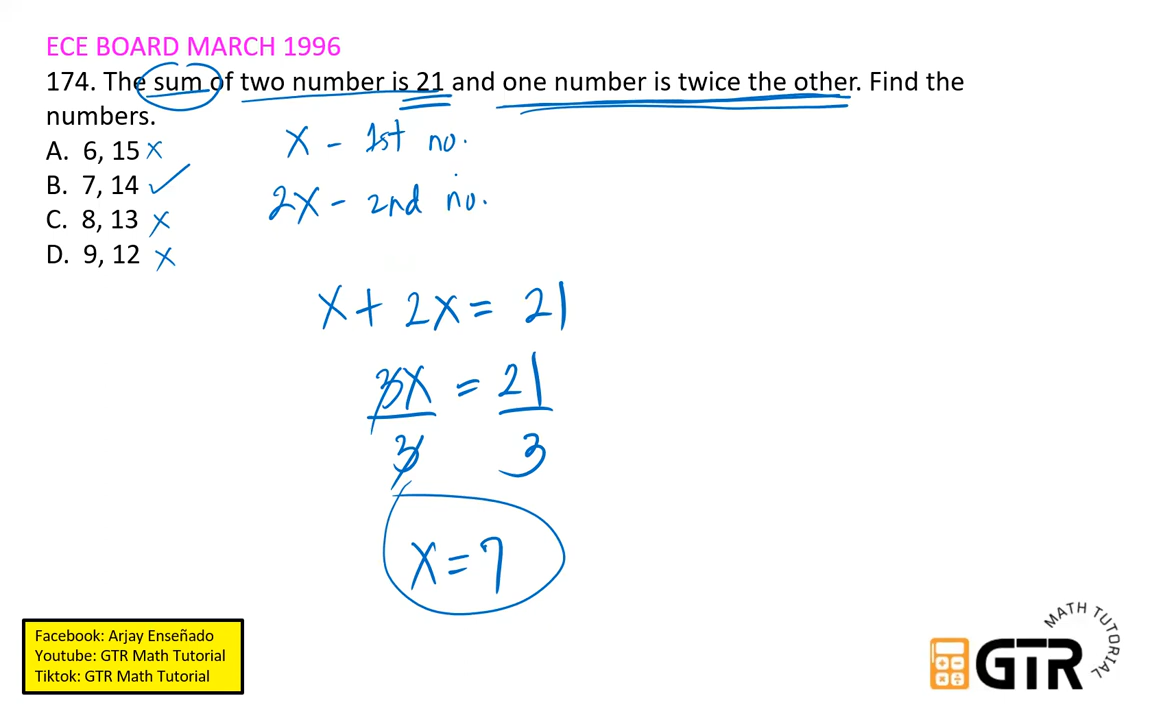 ECE BOARD MARCH 1996
174. The sum of two number is 21 and one number is twice the other. Find the
numbers.
A. 6, 15 x
B. 7, 14 ✓
C. 8, 13 x
D. 9, 12 x
x - 1st no.
2x - 2nd no.
x + 2x = 21
3x = 21
3 3
x = 7
Facebook: Arjay Enseñado
Youtube: GTR Math Tutorial
Tiktok: GTR Math Tutorial
MATH TUTORIAL
GTR